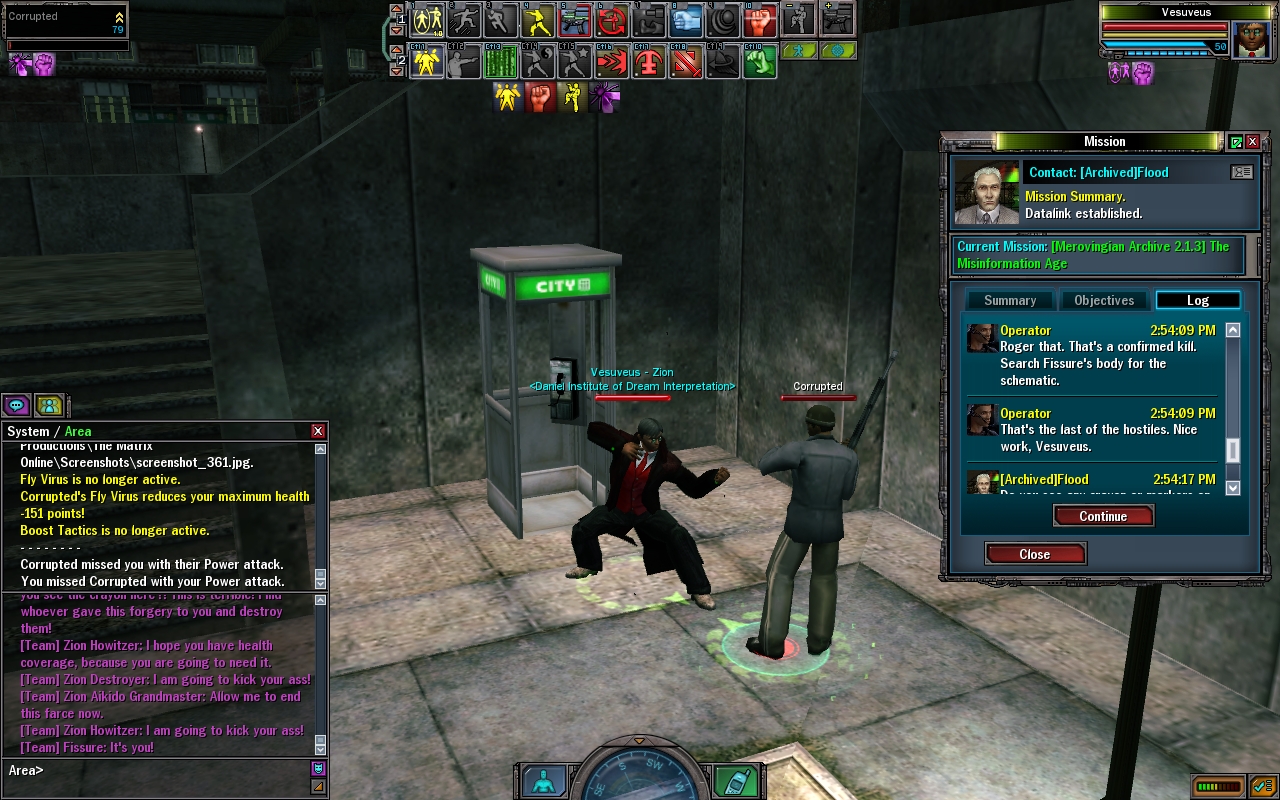 Corrupted
79
Vesuveus
50
Mission
Contact: [Archived]Flood
Mission Summary.
Datalink established.
Current Mission: [Merovingian Archive 2.1.3] The
Misinformation Age
Summary
Objectives
Log
Operator 2:54:09 PM
Roger that. That's a confirmed kill.
Search Fissure's body for the
schematic.
Operator 2:54:09 PM
That's the last of the hostiles. Nice
work, Vesuveus.
[Archived]Flood 2:54:17 PM
Continue
Close
CITY
Vesuveus - Zion
<Daniel Institute of Dream Interpretation>
Corrupted
System / Area
Productions\The Matrix
Online\Screenshots\screenshot_361.jpg.
Fly Virus is no longer active.
Corrupted's Fly Virus reduces your maximum health
-151 points!
Boost Tactics is no longer active.
- - - - - - - -
Corrupted missed you with their Power attack.
You missed Corrupted with your Power attack.
whoever gave this forgery to you and destroy
them!
[Team] Zion Howitzer: I hope you have health
coverage, because you are going to need it.
[Team] Zion Destroyer: I am going to kick your ass!
[Team] Zion Aikido Grandmaster: Allow me to end
this farce now.
[Team] Zion Howitzer: I am going to kick your ass!
[Team] Fissure: It's you!
Area>
SE
S
SW
W